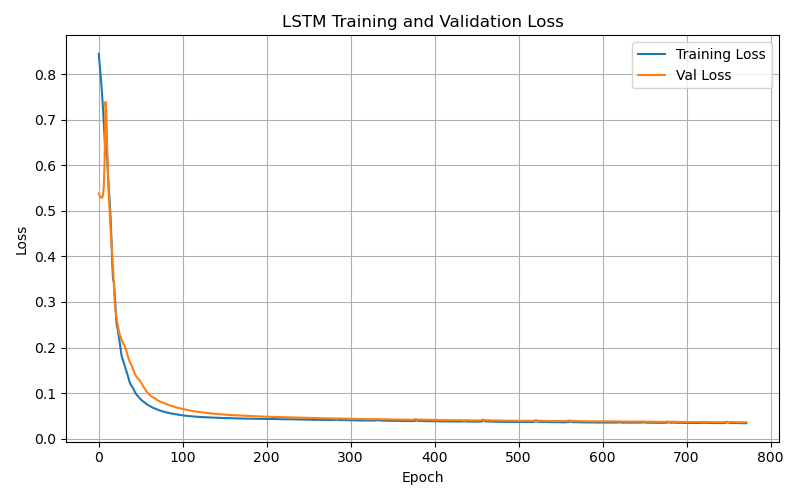 LSTM Training and Validation Loss
Training Loss
Val Loss
Loss
0.8
0.7
0.6
0.5
0.4
0.3
0.2
0.1
0.0
0 100 200 300 400 500 600 700 800
Epoch